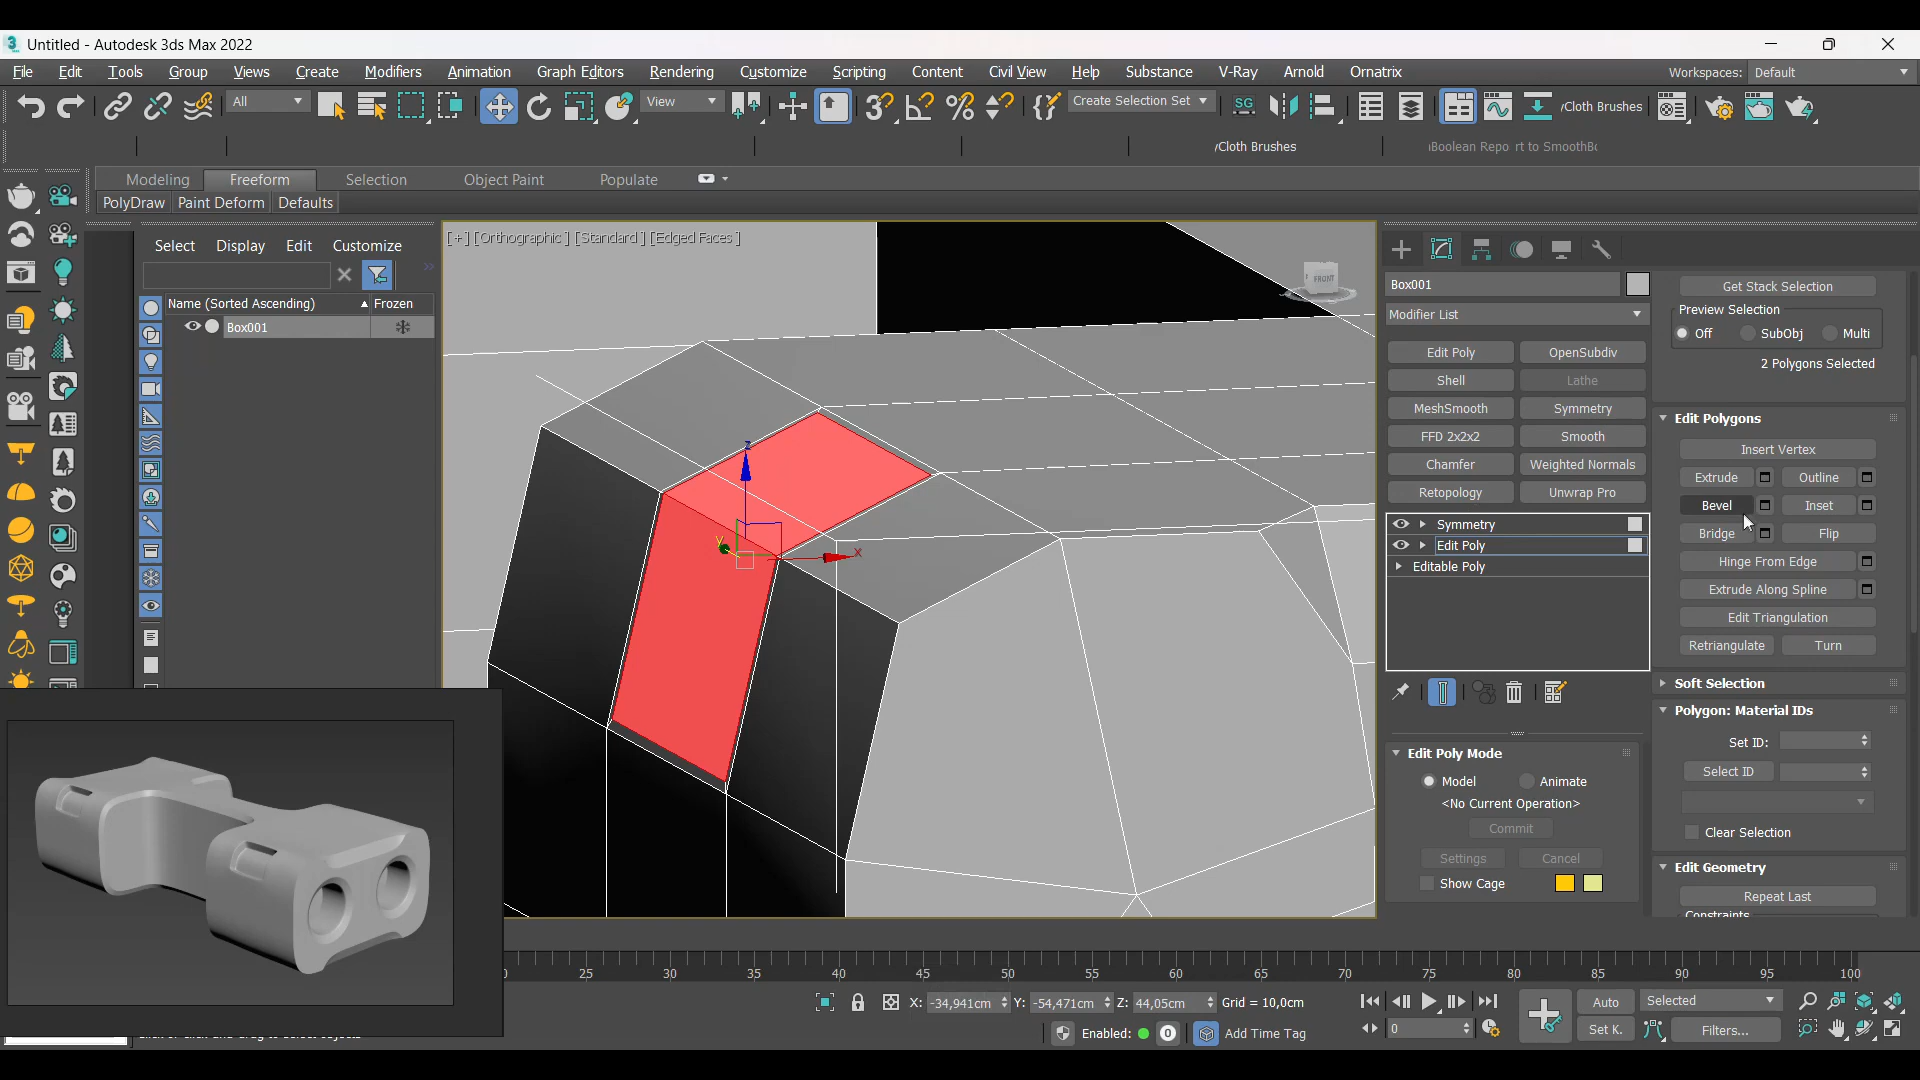 Untitled - Autodesk 3ds Max 2022
File Edit Tools Group Views Create Modifiers Animation Graph Editors Rendering Customize Scripting Content Civil View Help Substance V-Ray Arnold Ornatrix Workspaces: Default
All View Create Selection Set yCloth Brushes
yCloth Brushes
Modeling Freeform Selection Object Paint Populate
PolyDraw Paint Deform Defaults
Select Display Edit Customize
Name (Sorted Ascending) Frozen
Box001
[+] [Orthographic] [Standard] [Edged Faces]
FRONT
z
y
x
Box001
Modifier List
Edit Poly OpenSubdiv
Shell Lathe
MeshSmooth Symmetry
FFD 2x2x2 Smooth
Chamfer Weighted Normals
Retopology Unwrap Pro
Symmetry
Edit Poly
Editable Poly
Edit Poly Mode
Model Animate
<No Current Operation>
Commit
Settings Cancel
Show Cage
Get Stack Selection
Preview Selection
Off SubObj Multi
2 Polygons Selected
Edit Polygons
Insert Vertex
Extrude Outline
Bevel Inset
Bridge Flip
Hinge From Edge
Extrude Along Spline
Edit Triangulation
Retriangulate Turn
Soft Selection
Polygon: Material IDs
Set ID:
Select ID
Clear Selection
Edit Geometry
Repeat Last
Constraints
25 30 35 40 45 50 55 60 65 70 75 80 85 90 95 100
X: -34,941cm Y: -54,471cm Z: 44,05cm Grid = 10,0cm
Enabled: 0 Add Time Tag
0
Auto Selected
Set K. Filters...